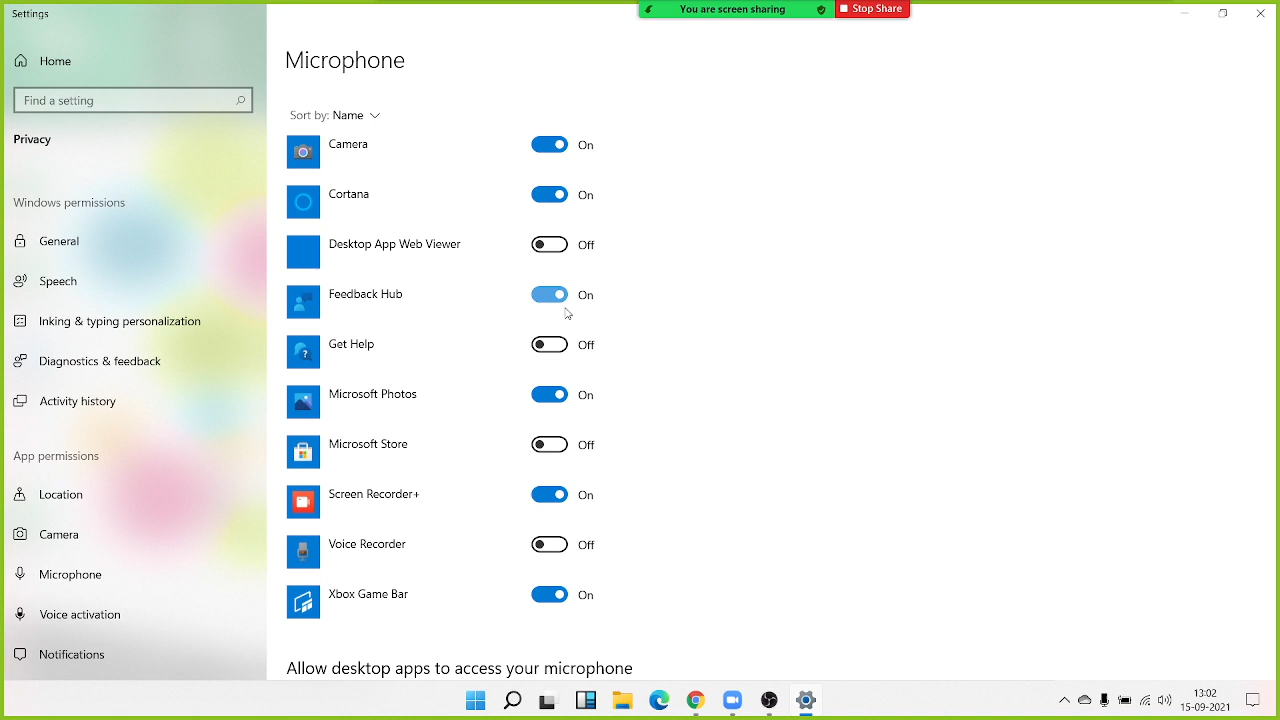 Settings
You are screen sharing
Stop Share
Home
Find a setting
Privacy
Windows permissions
General
Speech
Inking & typing personalization
Diagnostics & feedback
Activity history
App permissions
Location
Camera
Microphone
Voice activation
Notifications
Microphone
Sort by: Name
Camera On
Cortana On
Desktop App Web Viewer Off
Feedback Hub On
Get Help Off
Microsoft Photos On
Microsoft Store Off
Screen Recorder+ On
Voice Recorder Off
Xbox Game Bar On
Allow desktop apps to access your microphone
13:02
15-09-2021